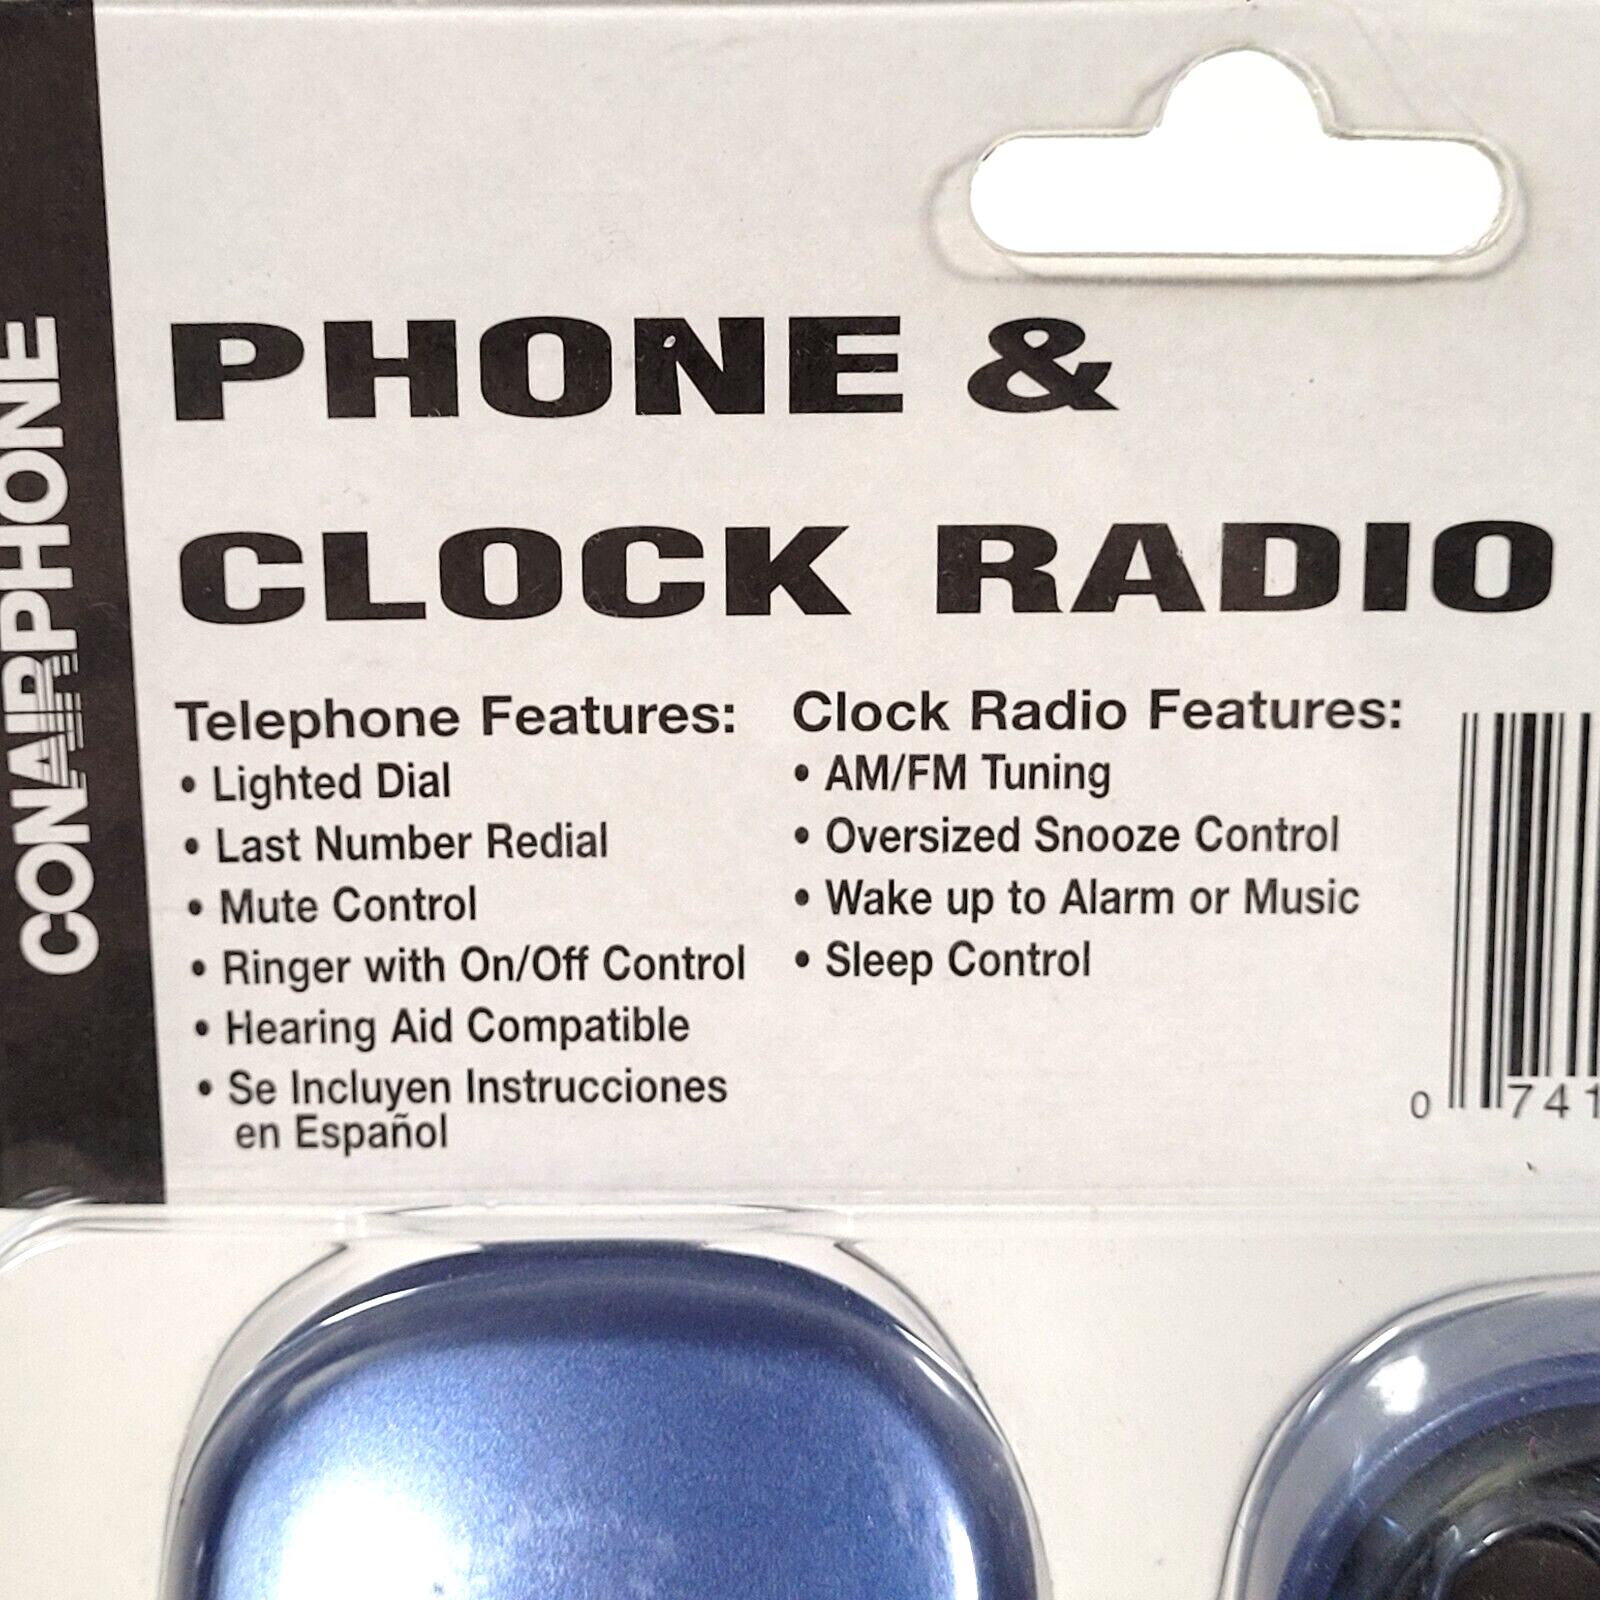 CONAIRPHONE
PHONE &
CLOCK RADIO
Telephone Features:
• Lighted Dial
• Last Number Redial
• Mute Control
• Ringer with On/Off Control
• Hearing Aid Compatible
• Se Incluyen Instrucciones
en Español
Clock Radio Features:
• AM/FM Tuning
• Oversized Snooze Control
• Wake up to Alarm or Music
• Sleep Control
0 741